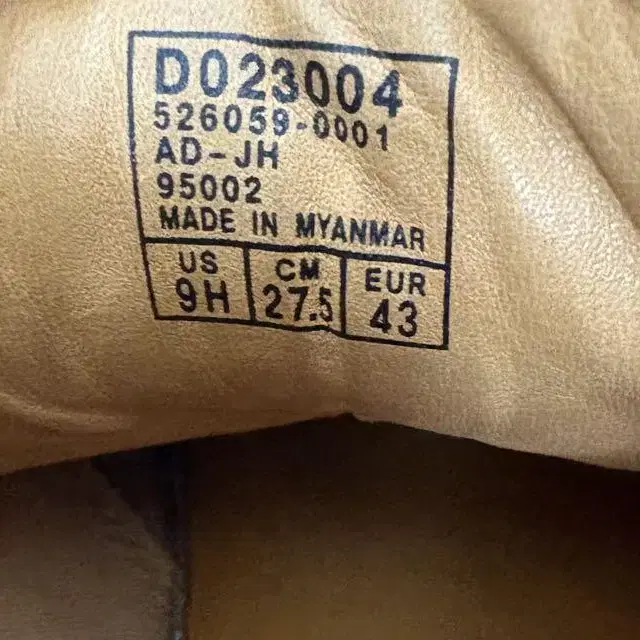 D023004
526059-0001
AD-JH
95002
MADE IN MYANMAR
US CM EUR
9H 27.5 43